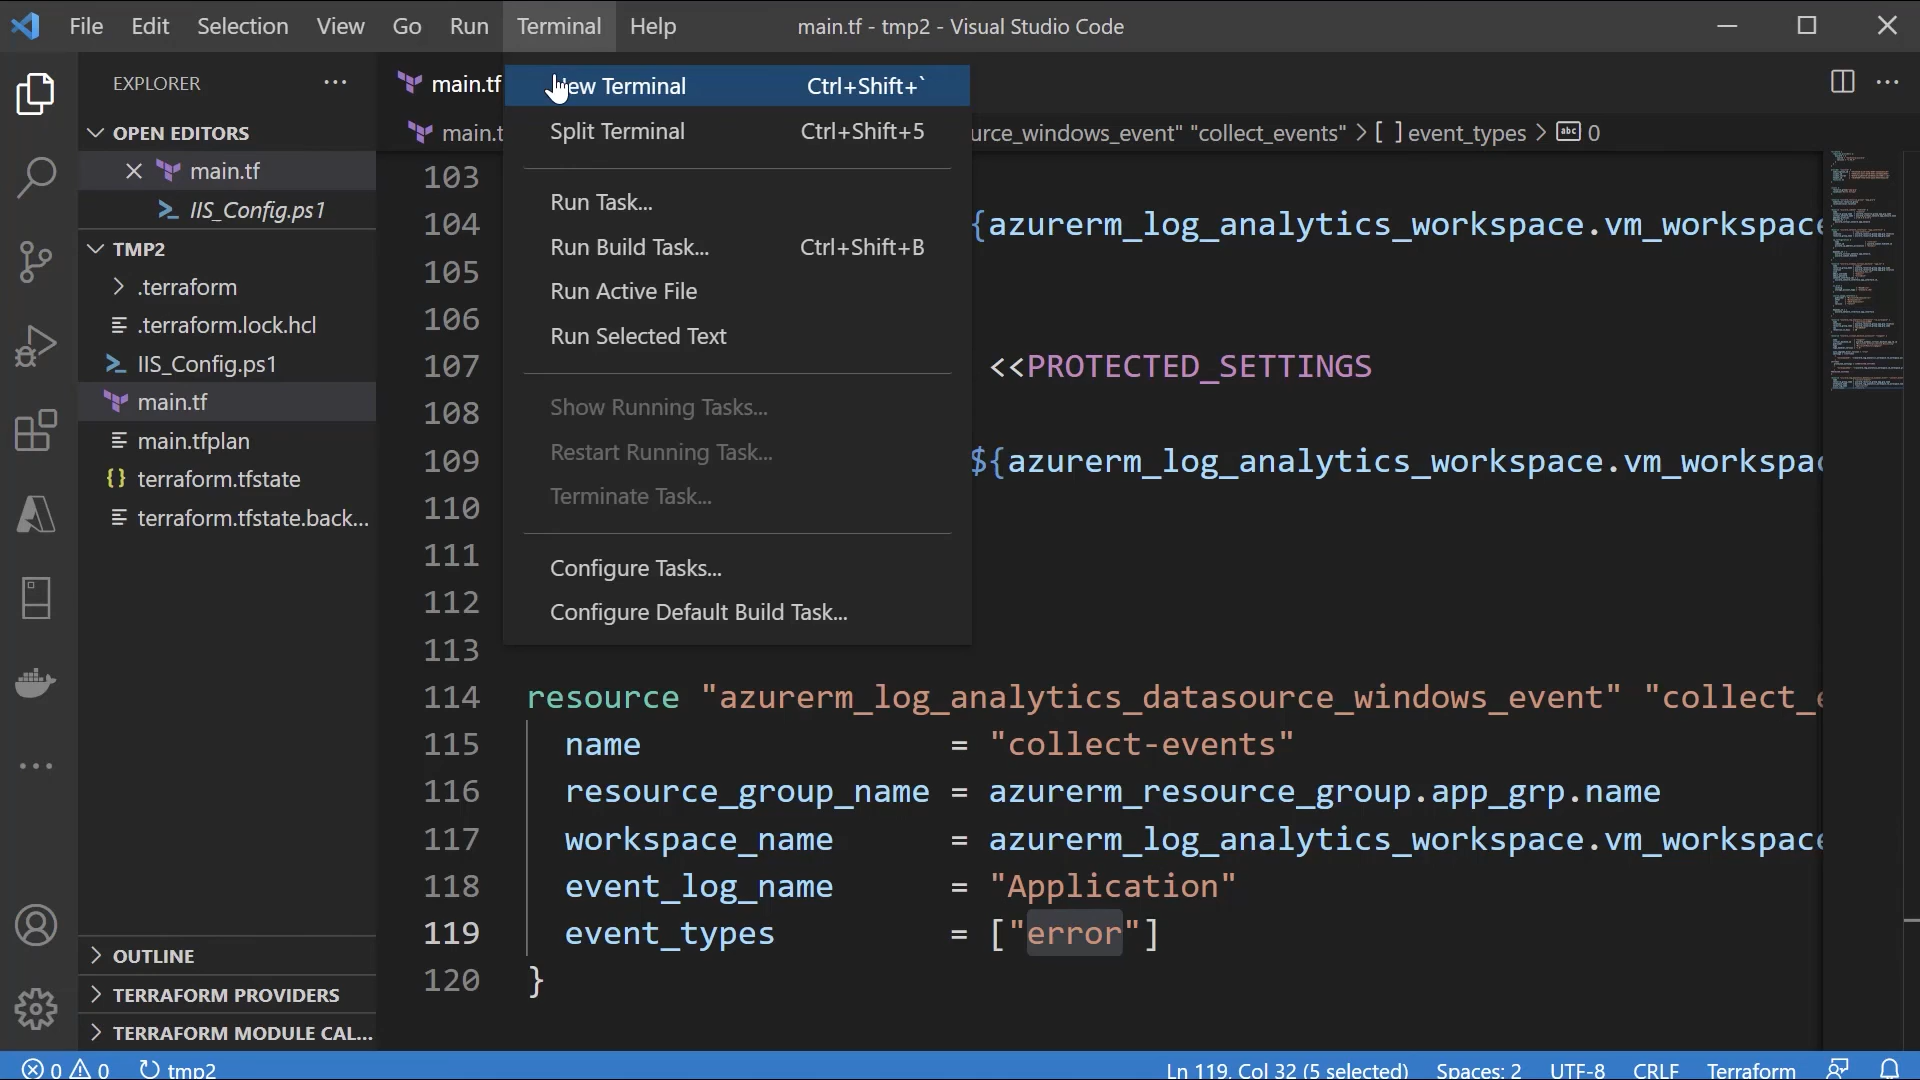 File Edit Selection View Go Run Terminal Help main.tf - tmp2 - Visual Studio Code
EXPLORER
OPEN EDITORS
main.tf
IIS_Config.ps1
TMP2
.terraform
.terraform.lock.hcl
IIS_Config.ps1
main.tf
main.tfplan
terraform.tfstate
terraform.tfstate.back...
OUTLINE
TERRAFORM PROVIDERS
TERRAFORM MODULE CAL...
main.tf
main.t
urce_windows_event" "collect_events" > [ ] event_types > abc 0
New Terminal Ctrl+Shift+`
Split Terminal Ctrl+Shift+5
Run Task...
Run Build Task... Ctrl+Shift+B
Run Active File
Run Selected Text
Show Running Tasks...
Restart Running Task...
Terminate Task...
Configure Tasks...
Configure Default Build Task...
103
104 {azurerm_log_analytics_workspace.vm_workspace
105
106
107 <<PROTECTED_SETTINGS
108
109 ${azurerm_log_analytics_workspace.vm_workspac
110
111
112
113
114 resource "azurerm_log_analytics_datasource_windows_event" "collect_e
115 name = "collect-events"
116 resource_group_name = azurerm_resource_group.app_grp.name
117 workspace_name = azurerm_log_analytics_workspace.vm_workspace
118 event_log_name = "Application"
119 event_types = ["error"]
120 }
0 0 tmp2 Ln 119, Col 32 (5 selected) Spaces: 2 UTF-8 CRLF Terraform